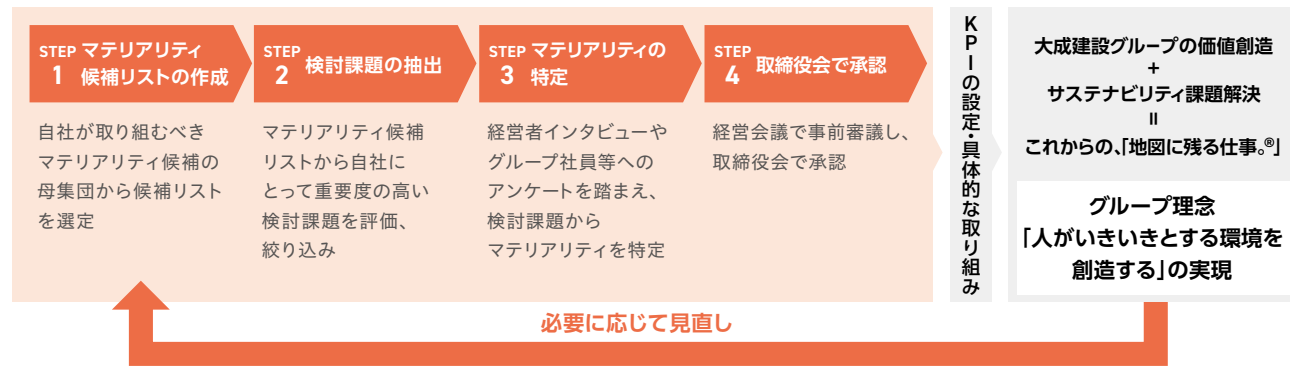 STEP 1 マテリアリティ
候補リストの作成
自社が取り組むべき
マテリアリティ候補の
母集団から候補リスト
を選定
STEP 2 検討課題の抽出
マテリアリティ候補
リストから自社に
とって重要度の高い
検討課題を評価、
絞り込み
STEP 3 マテリアリティの
特定
経営者インタビューや
グループ社員等への
アンケートを踏まえ、
検討課題から
マテリアリティを特定
STEP 4 取締役会で承認
経営会議で事前審議し、
取締役会で承認
KPIの設定・具体的な取り組み
大成建設グループの価値創造
+
サステナビリティ課題解決
=
これからの、「地図に残る仕事。®」
グループ理念
「人がいきいきとする環境を
創造する」の実現
必要に応じて見直し